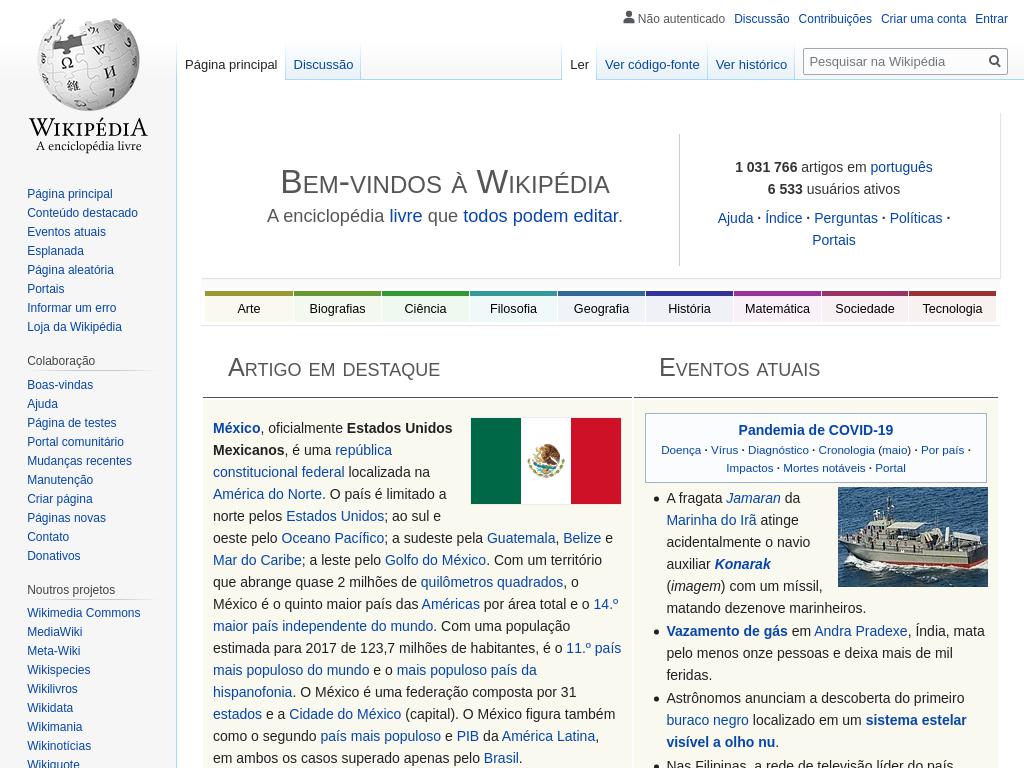 Não autenticado Discussão Contribuições Criar uma conta Entrar
Página principal Discussão Ler Ver código-fonte Ver histórico Pesquisar na Wikipédia
WIKIPÉDIA
A enciclopédia livre
Página principal
Conteúdo destacado
Eventos atuais
Esplanada
Página aleatória
Portais
Informar um erro
Loja da Wikipédia
Colaboração
Boas-vindas
Ajuda
Página de testes
Portal comunitário
Mudanças recentes
Manutenção
Criar página
Páginas novas
Contato
Donativos
Noutros projetos
Wikimedia Commons
MediaWiki
Meta-Wiki
Wikispecies
Wikilivros
Wikidata
Wikimania
Wikinotícias
Wikiquote
Bem-vindos à Wikipédia
A enciclopédia livre que todos podem editar.
1 031 766 artigos em português
6 533 usuários ativos
Ajuda · Índice · Perguntas · Políticas ·
Portais
Arte Biografias Ciência Filosofia Geografia História Matemática Sociedade Tecnologia
Artigo em destaque
México, oficialmente Estados Unidos
Mexicanos, é uma república
constitucional federal localizada na
América do Norte. O país é limitado a
norte pelos Estados Unidos; ao sul e
oeste pelo Oceano Pacífico; a sudeste pela Guatemala, Belize e
Mar do Caribe; a leste pelo Golfo do México. Com um território
que abrange quase 2 milhões de quilômetros quadrados, o
México é o quinto maior país das Américas por área total e o 14.º
maior país independente do mundo. Com uma população
estimada para 2017 de 123,7 milhões de habitantes, é o 11.º país
mais populoso do mundo e o mais populoso país da
hispanofonia. O México é uma federação composta por 31
estados e a Cidade do México (capital). O México figura também
como o segundo país mais populoso e PIB da América Latina,
em ambos os casos superado apenas pelo Brasil.
Eventos atuais
Pandemia de COVID-19
Doença · Vírus · Diagnóstico · Cronologia (maio) · Por país ·
Impactos · Mortes notáveis · Portal
• A fragata Jamaran da
Marinha do Irã atinge
acidentalmente o navio
auxiliar Konarak
(imagem) com um míssil,
matando dezenove marinheiros.
• Vazamento de gás em Andra Pradexe, Índia, mata
pelo menos onze pessoas e deixa mais de mil
feridas.
• Astrônomos anunciam a descoberta do primeiro
buraco negro localizado em um sistema estelar
visível a olho nu.
• Nas Filipinas, a rede de televisão líder do país,